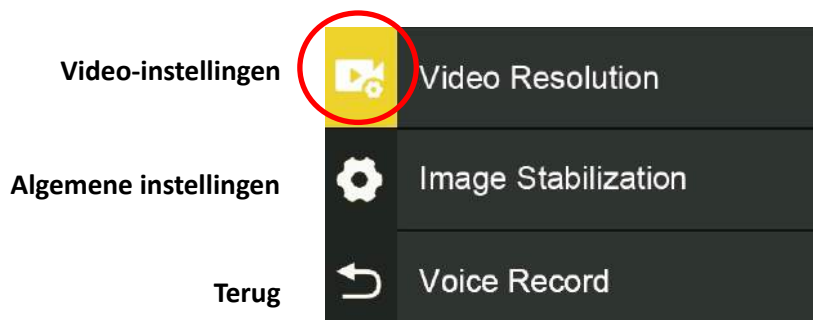 Video-instellingen
Video Resolution
Algemene instellingen
Image Stabilization
Terug
Voice Record